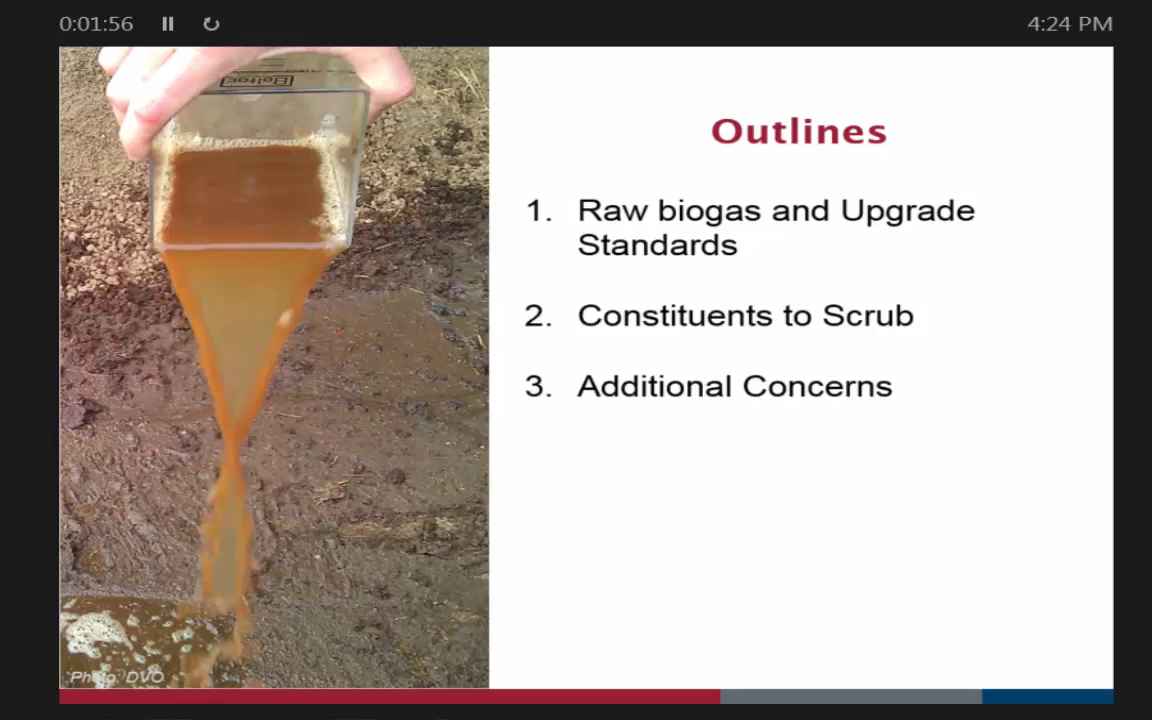 0:01:56
4:24 PM
Outlines
1. Raw biogas and Upgrade
Standards
2. Constituents to Scrub
3. Additional Concerns
Photo: DVO